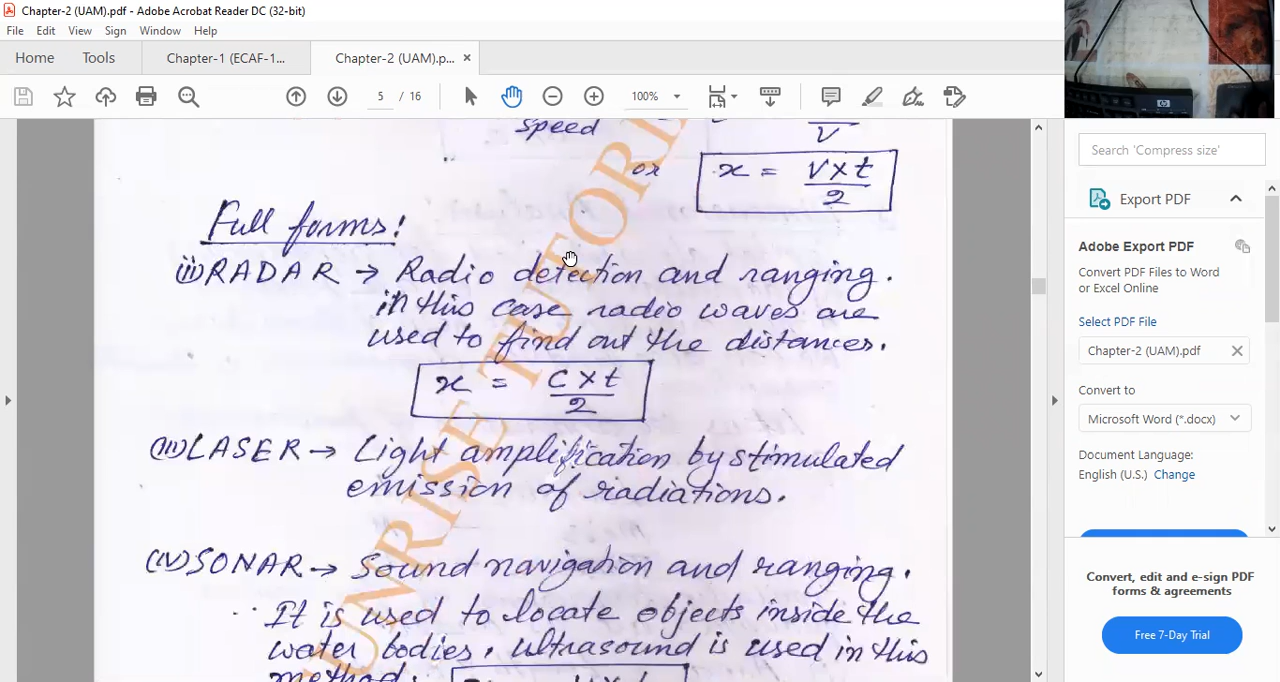 Chapter-2 (UAM).pdf - Adobe Acrobat Reader DC (32-bit)
File Edit View Sign Window Help
Home Tools Chapter-1 (ECAF-1... Chapter-2 (UAM).p... ×
5 / 16 100%
speed
V
or x = V x t / 2
Full forms:
(ii) RADAR → Radio detection and ranging.
in this case radio waves are
used to find out the distances.
x = C x t / 2
(iii) LASER → Light amplification by stimulated
emission of radiations.
(iv) SONAR → Sound navigation and ranging.
It is used to locate objects inside the
water bodies, ultrasound is used in this
method.
Search 'Compress size'
Export PDF
Adobe Export PDF
Convert PDF Files to Word
or Excel Online
Select PDF File
Chapter-2 (UAM).pdf
Convert to
Microsoft Word (*.docx)
Document Language:
English (U.S.) Change
Convert, edit and e-sign PDF
forms & agreements
Free 7-Day Trial